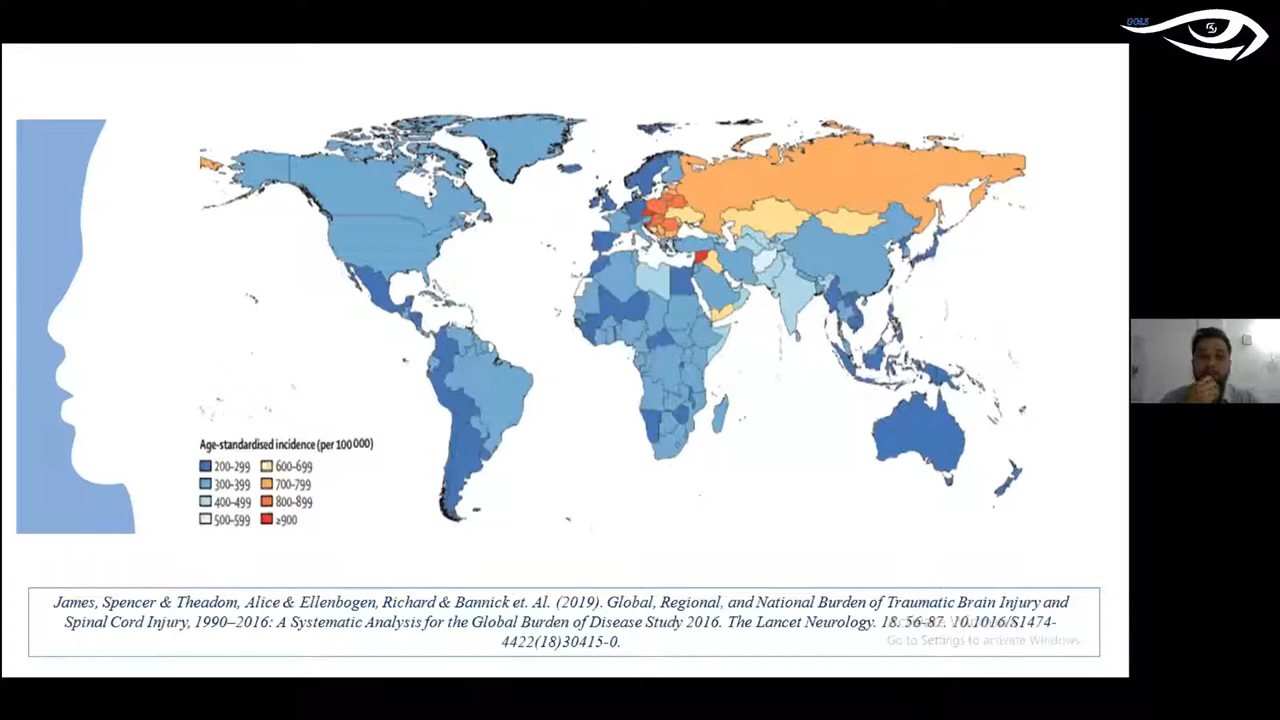 GOLS
Age-standardised incidence (per 100 000)
200–299 600–699
300–399 700–799
400–499 800–899
500–599 ≥900
James, Spencer & Theadom, Alice & Ellenbogen, Richard & Bannick et. Al. (2019). Global, Regional, and National Burden of Traumatic Brain Injury and
Spinal Cord Injury, 1990–2016: A Systematic Analysis for the Global Burden of Disease Study 2016. The Lancet Neurology. 18. 56-87. 10.1016/S1474-
4422(18)30415-0.
Go to Settings to activate Windows.